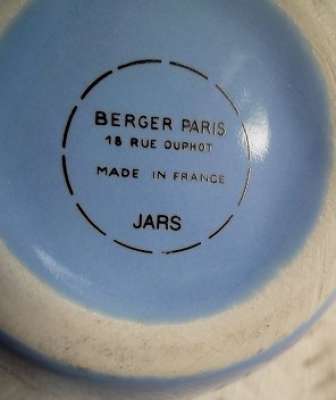 BERGER PARIS
18 RUE DUPHOT
MADE IN FRANCE
JARS